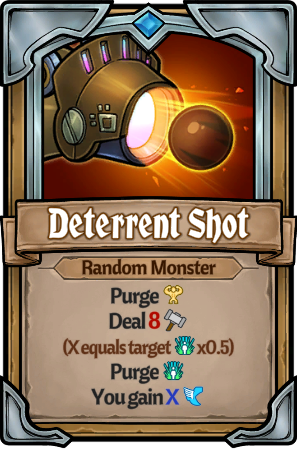 Deterrent Shot
Random Monster
Purge
Deal 8
(X equals target x0.5)
Purge
You gain X